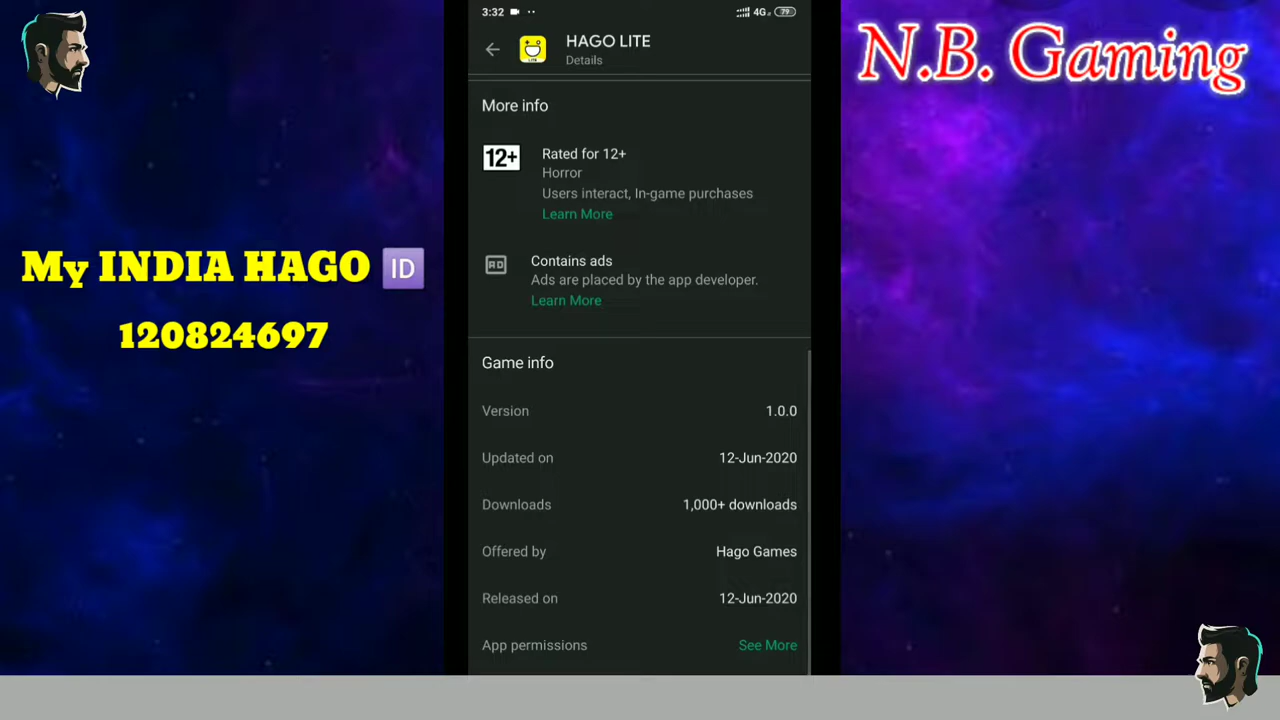 N.B. Gaming
My INDIA HAGO 🆔
120824697
3:32
4G 79
HAGO LITE
Details
LITE
More info
12+
Rated for 12+
Horror
Users interact, In-game purchases
Learn More
AD
Contains ads
Ads are placed by the app developer.
Learn More
Game info
Version 1.0.0
Updated on 12-Jun-2020
Downloads 1,000+ downloads
Offered by Hago Games
Released on 12-Jun-2020
App permissions See More